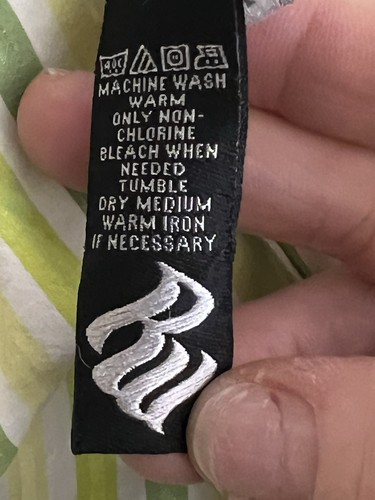 MACHINE WASH
WARM
ONLY NON-
CHLORINE
BLEACH WHEN
NEEDED
TUMBLE
DRY MEDIUM
WARM IRON
IF NECESSARY